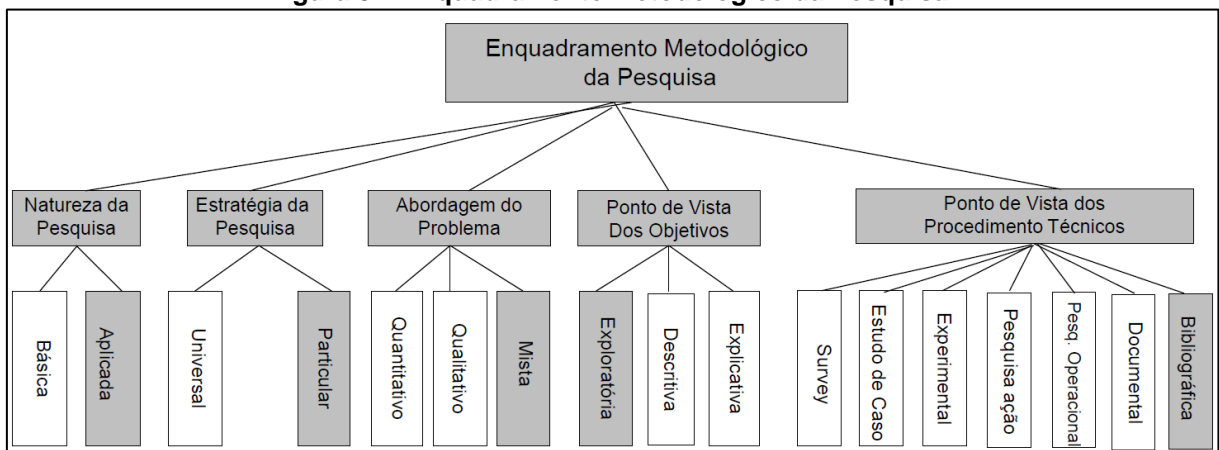 Enquadramento Metodológico
da Pesquisa
Natureza da
Pesquisa
Estratégia da
Pesquisa
Abordagem do
Problema
Ponto de Vista
Dos Objetivos
Ponto de Vista dos
Procedimento Técnicos
Básica
Aplicada
Universal
Particular
Quantitativo
Qualitativo
Mista
Exploratória
Descritiva
Explicativa
Survey
Estudo de Caso
Experimental
Pesquisa ação
Pesq. Operacional
Documental
Bibliográfica